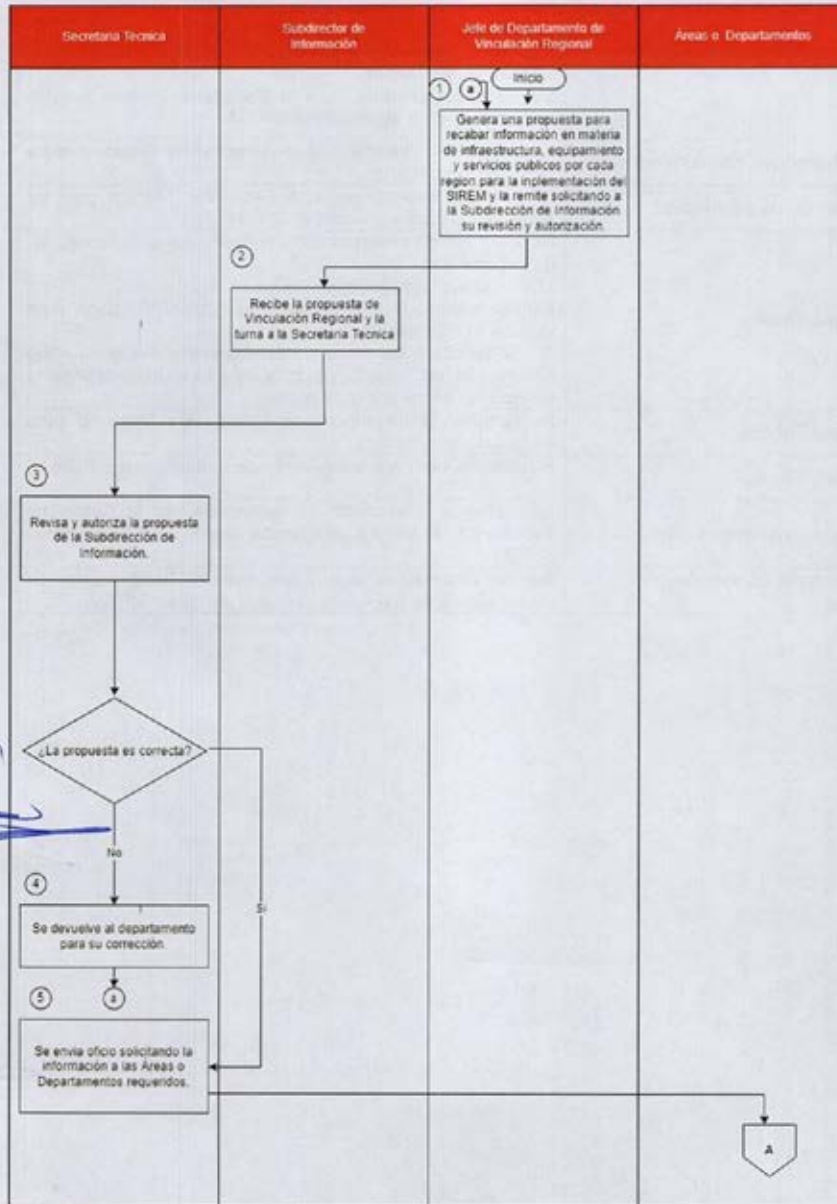 Secretaria Tecnica
Subdirector de
Información
Jefe de Departamento de
Vinculación Regional
Áreas o Departamentos
Inicio
1
a
Genera una propuesta para
recabar información en materia
de infraestructura, equipamiento
y servicios públicos por cada
region para la inplementación del
SIREM y la remite solicitando a
la Subdirección de Información
su revisión y autorización.
2
Recibe la propuesta de
Vinculación Regional y la
turna a la Secretaria Tecnica
3
Revisa y autoriza la propuesta
de la Subdirección de
Información.
¿La propuesta es correcta?
No
Si
4
Se devuelve al departamento
para su corrección
5
a
Se envia oficio solicitando la
información a las Áreas o
Departamentos requeridos.
A